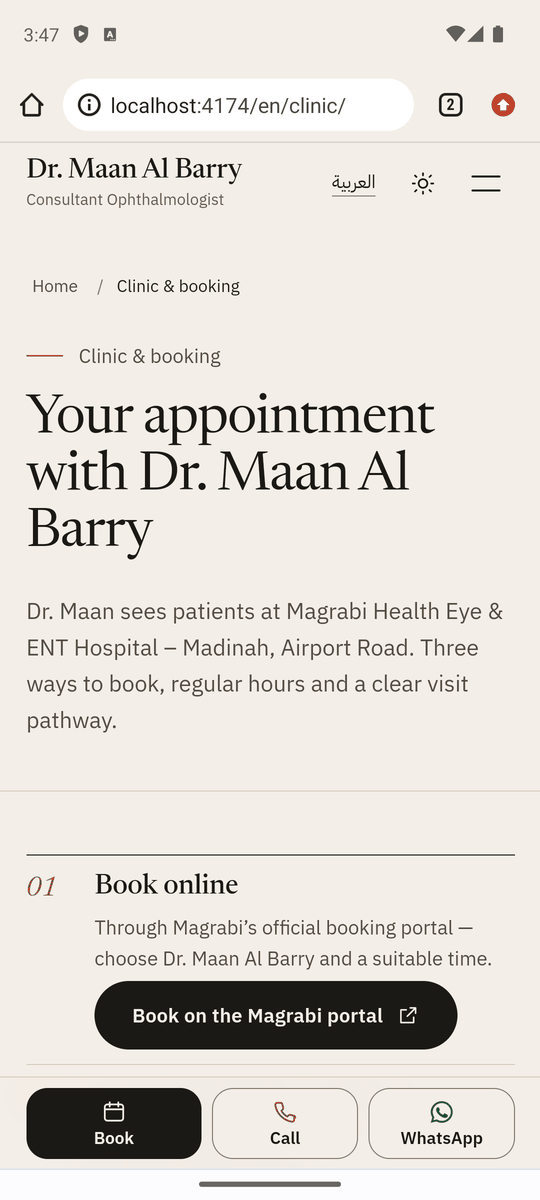 3:47
localhost:4174/en/clinic/
2
Dr. Maan Al Barry
Consultant Ophthalmologist
العربية
Home / Clinic & booking
Clinic & booking
Your appointment
with Dr. Maan Al
Barry
Dr. Maan sees patients at Magrabi Health Eye &
ENT Hospital – Madinah, Airport Road. Three
ways to book, regular hours and a clear visit
pathway.
01
Book online
Through Magrabi’s official booking portal —
choose Dr. Maan Al Barry and a suitable time.
Book on the Magrabi portal
Book
Call
WhatsApp